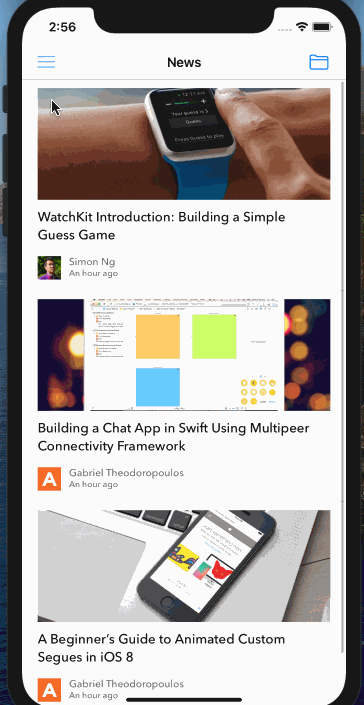 2:56
News
Your guess is 5
Guess
Press Guess to play
WatchKit Introduction: Building a Simple
Guess Game
Simon Ng
An hour ago
Building a Chat App in Swift Using Multipeer
Connectivity Framework
A
Gabriel Theodoropoulos
An hour ago
A Beginner's Guide to Animated Custom
Segues in iOS 8
A
Gabriel Theodoropoulos
An hour ago